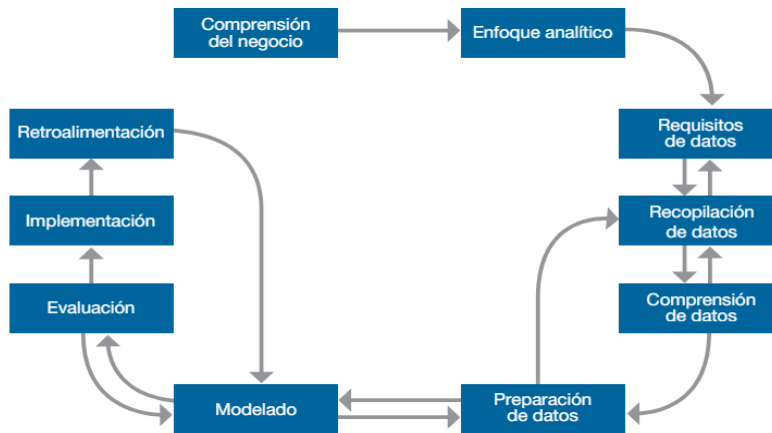 Comprensión
del negocio
Enfoque analítico
Requisitos
de datos
Recopilación
de datos
Comprensión
de datos
Preparación
de datos
Modelado
Evaluación
Implementación
Retroalimentación